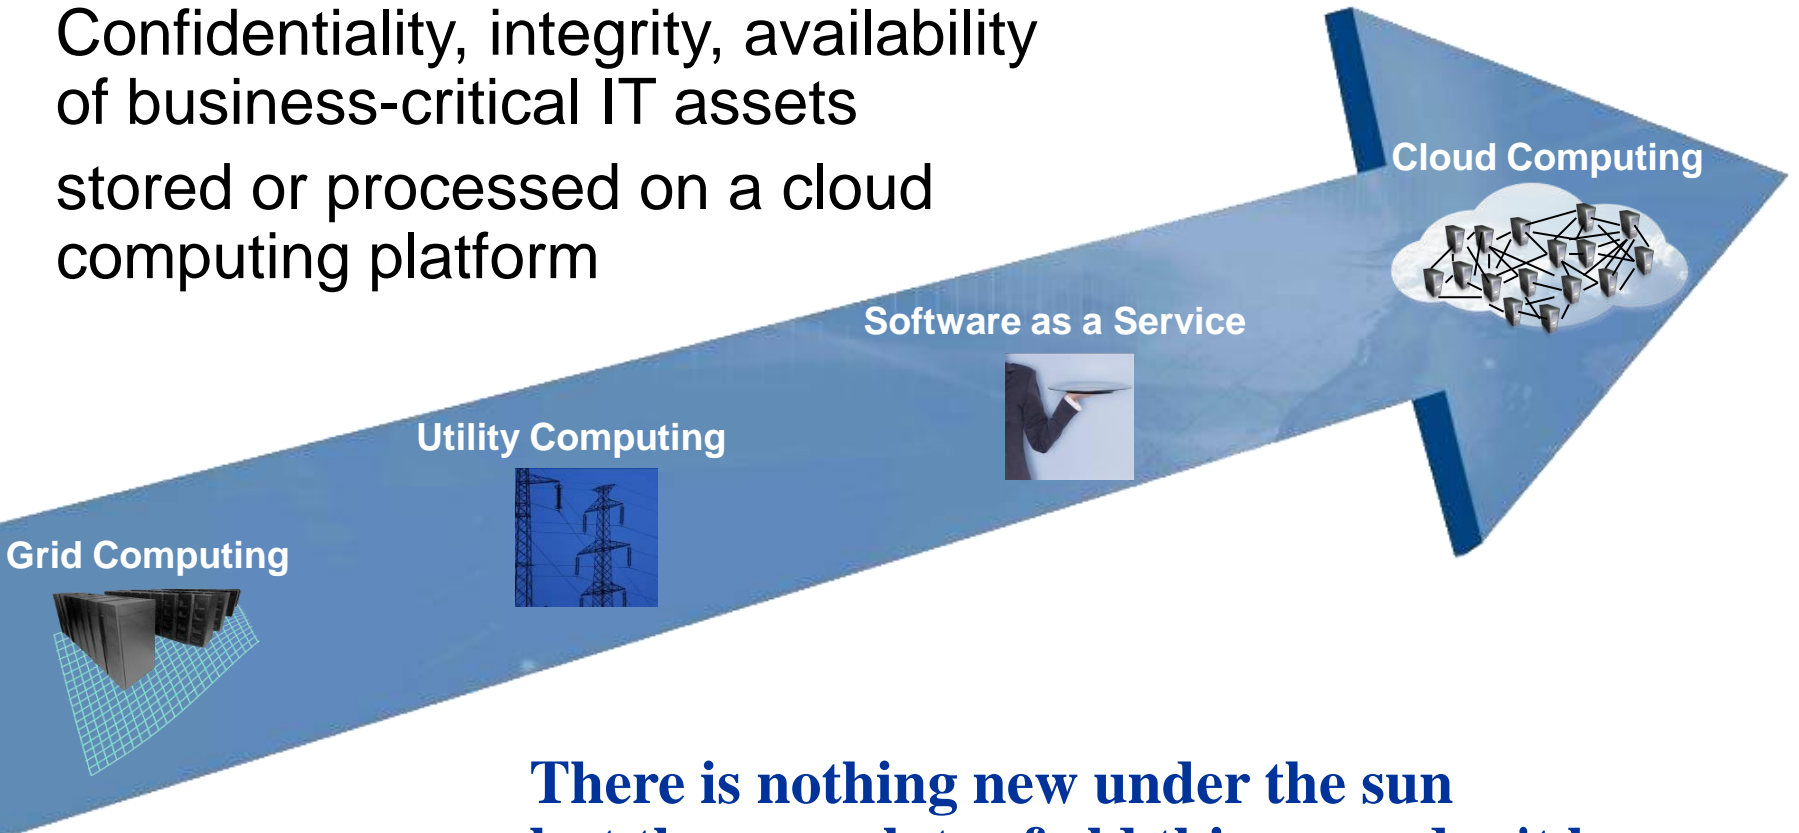 Confidentiality, integrity, availability
of business-critical IT assets
stored or processed on a cloud
computing platform
Cloud Computing
Software as a Service
Utility Computing
Grid Computing
There is nothing new under the sun